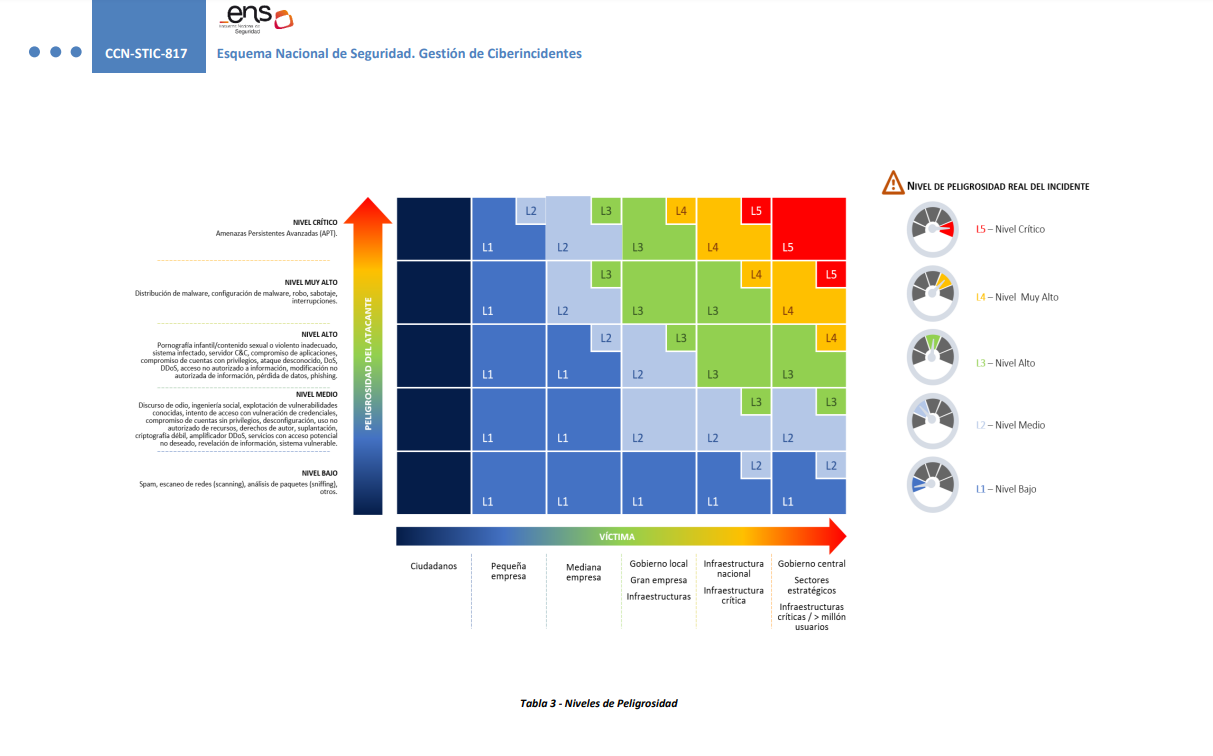 ens
Esquema Nacional de
Seguridad
CCN-STIC-817
Esquema Nacional de Seguridad. Gestión de Ciberincidentes
NIVEL DE PELIGROSIDAD REAL DEL INCIDENTE
NIVEL CRÍTICO
Amenazas Persistentes Avanzadas (APT).
NIVEL MUY ALTO
Distribución de malware, configuración de malware, robo, sabotaje,
interrupciones.
NIVEL ALTO
Pornografía infantil/contenido sexual o violento inadecuado,
sistema infectado, servidor C&C, compromiso de aplicaciones,
compromiso de cuentas con privilegios, ataque desconocido, DoS,
DDoS, acceso no autorizado a información, modificación no
autorizada de información, pérdida de datos, phishing.
NIVEL MEDIO
Discurso de odio, ingeniería social, explotación de vulnerabilidades
conocidas, intento de acceso con vulneración de credenciales,
compromiso de cuentas sin privilegios, desconfiguración, uso no
autorizado de recursos, derechos de autor, suplantación,
criptografía débil, amplificador DDoS, servicios con acceso potencial
no deseado, revelación de información, sistema vulnerable.
NIVEL BAJO
Spam, escaneo de redes (scanning), análisis de paquetes (sniffing),
otros.
PELIGROSIDAD DEL ATACANTE
L2 L3 L4 L5
L1 L2 L3 L4 L5
L3 L4 L5
L1 L2 L3 L3 L4
L2 L3 L4
L1 L1 L2 L3 L3
L3 L3
L1 L1 L2 L2 L2
L2 L2
L1 L1 L1 L1 L1
L5 – Nivel Crítico
L4 – Nivel Muy Alto
L3 – Nivel Alto
L2 – Nivel Medio
L1 – Nivel Bajo
VÍCTIMA
Ciudadanos
Pequeña
empresa
Mediana
empresa
Gobierno local
Gran empresa
Infraestructuras
Infraestructura
nacional
Infraestructura
crítica
Gobierno central
Sectores
estratégicos
Infraestructuras
críticas / > millón
usuarios
Tabla 3 - Niveles de Peligrosidad